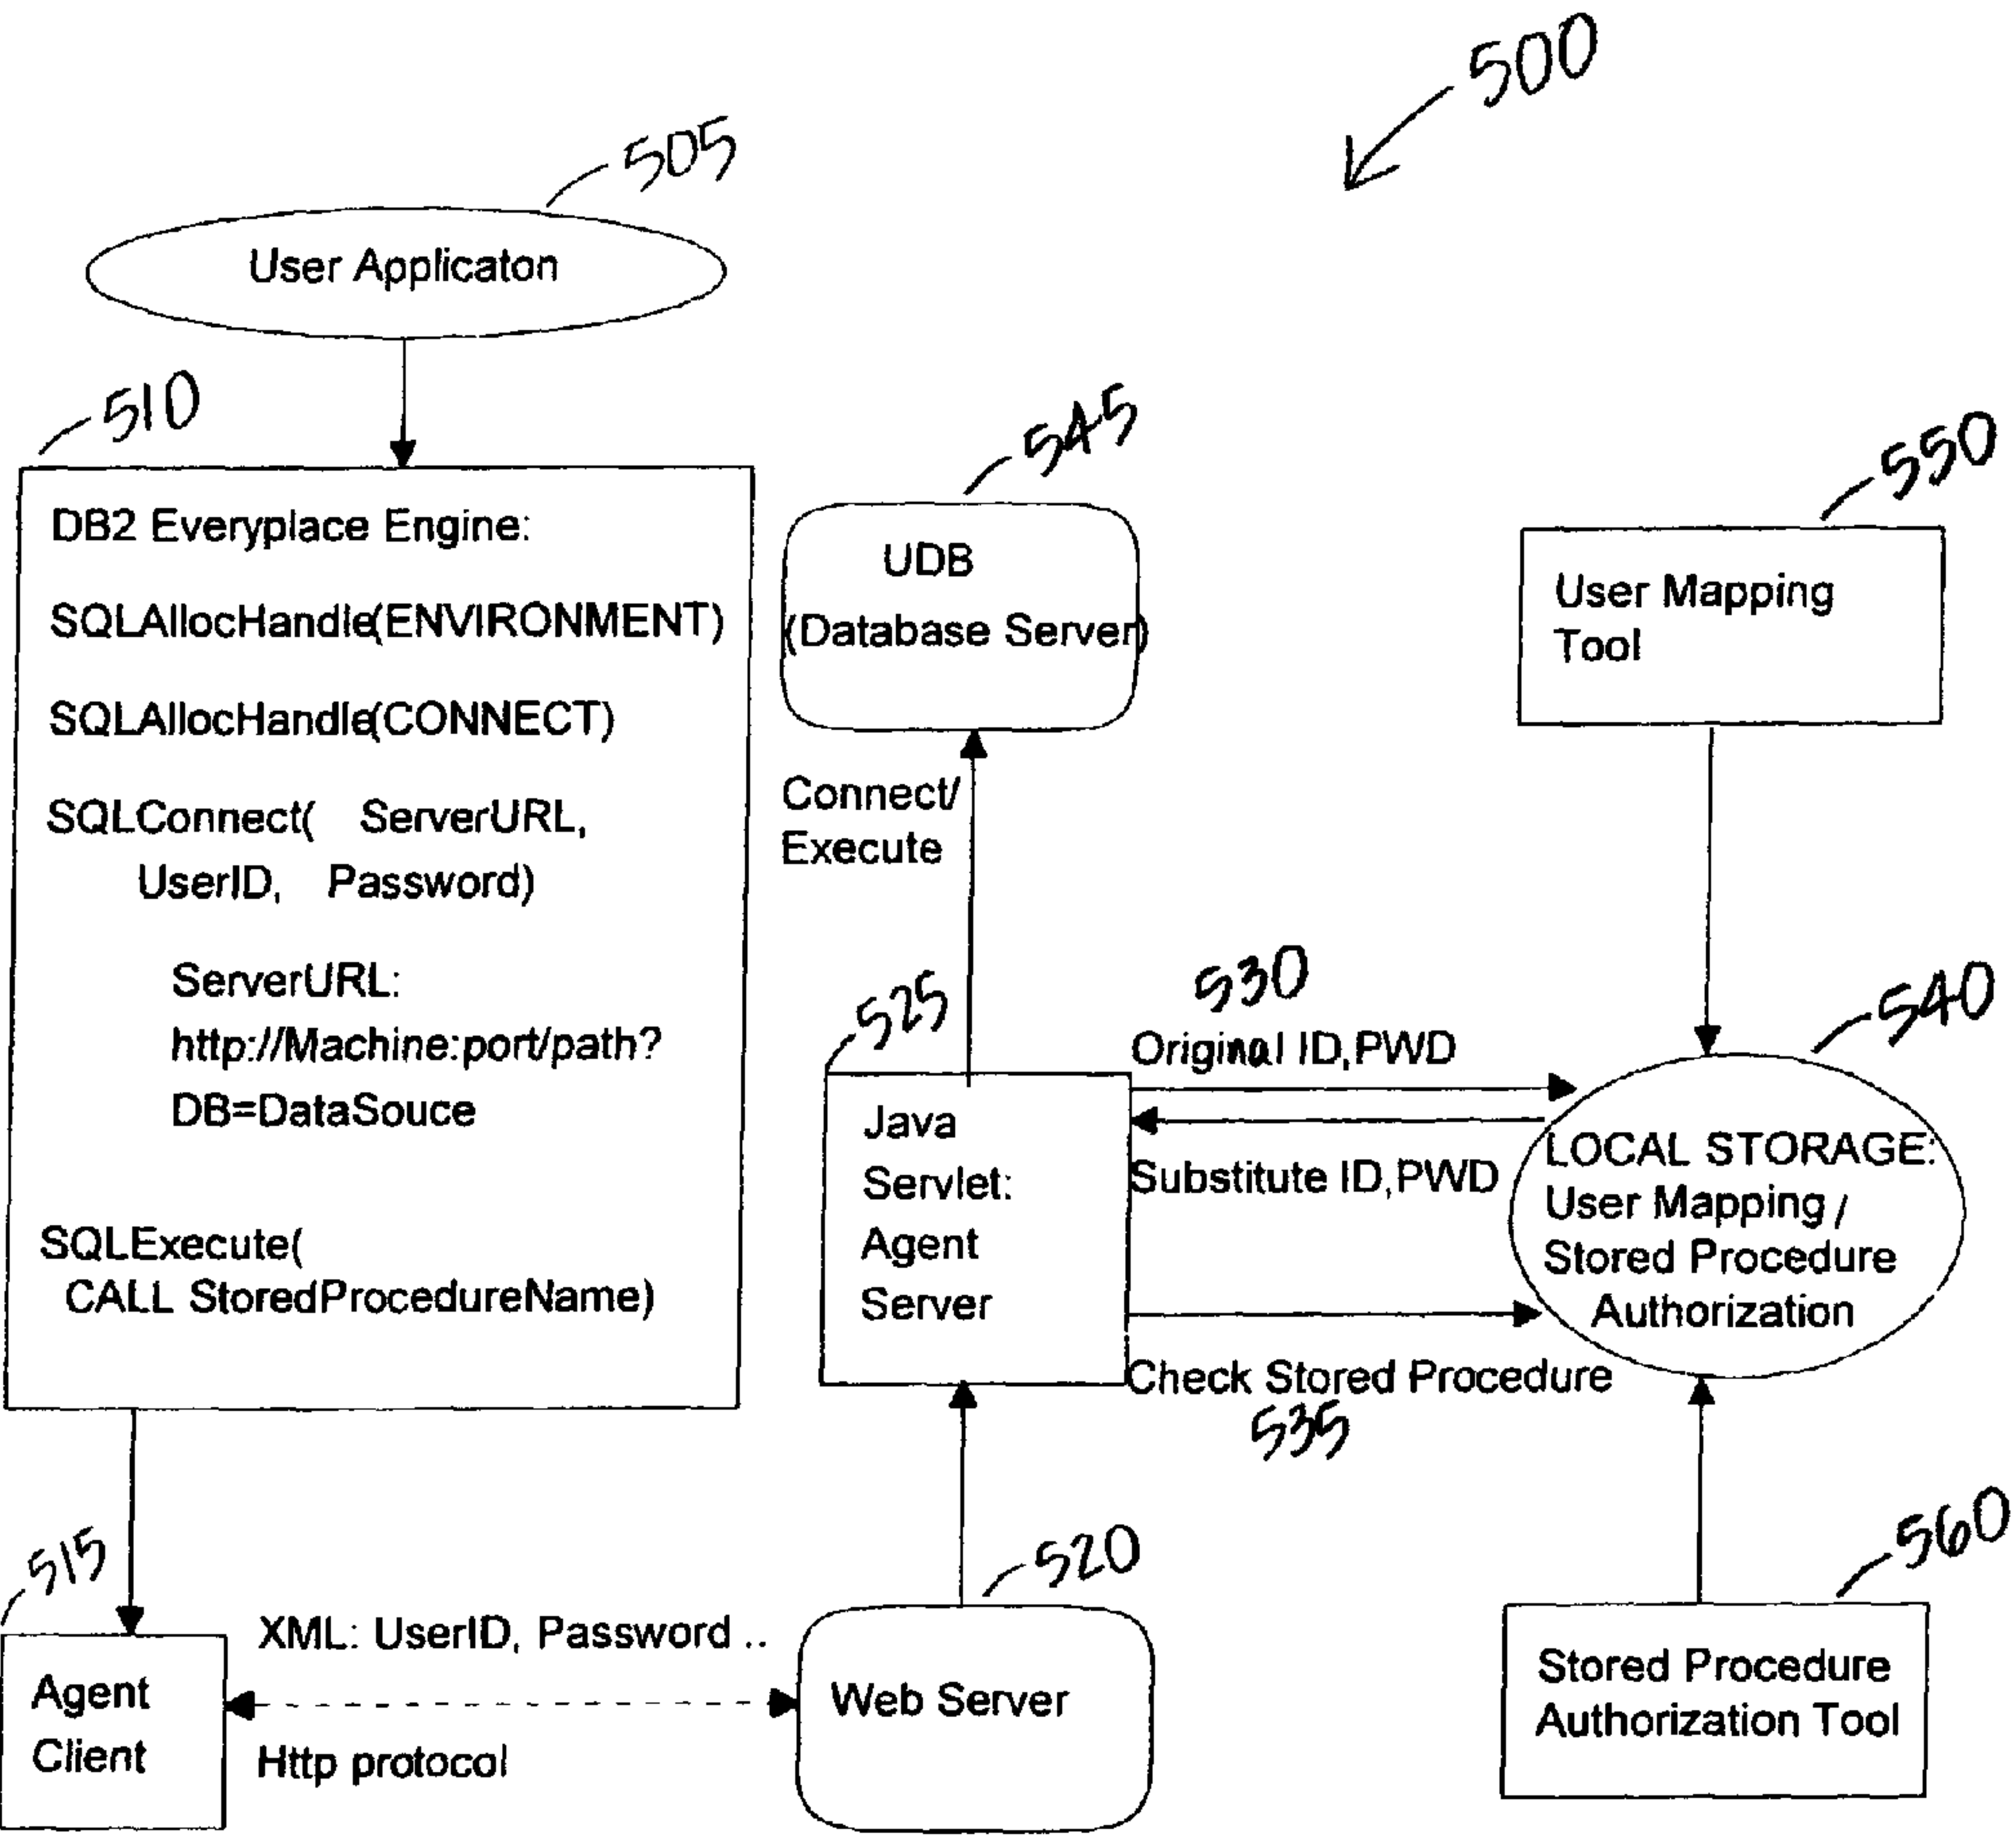 500
505
User Applicaton
510
DB2 Everyplace Engine:
SQLAllocHandle(ENVIRONMENT)
SQLAllocHandle(CONNECT)
SQLConnect( ServerURL,
UserID, Password)
ServerURL:
http://Machine:port/path?
DB=DataSouce
SQLExecute(
CALL StoredProcedureName)
515
Agent
Client
XML: UserID, Password ..
Http protocol
520
Web Server
525
Java
Servlet:
Agent
Server
Connect/
Execute
545
UDB
(Database Server)
530
Original ID,PWD
Substitute ID,PWD
Check Stored Procedure
535
550
User Mapping
Tool
540
LOCAL STORAGE:
User Mapping /
Stored Procedure
Authorization
560
Stored Procedure
Authorization Tool